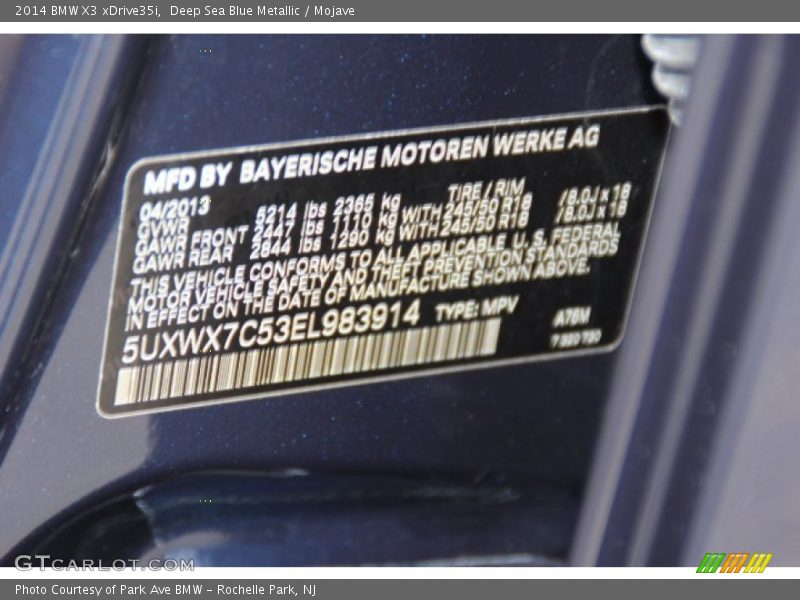 2014 BMW X3 xDrive35i, Deep Sea Blue Metallic / Mojave
MFD BY BAYERISCHE MOTOREN WERKE AG
04/2013 TIRE / RIM
GVWR 5214 lbs 2365 kg
GAWR FRONT 2447 lbs 1110 kg WITH 245/50 R18 /8.0J x 18
GAWR REAR 2844 lbs 1290 kg WITH 245/50 R18 /8.0J x 18
THIS VEHICLE CONFORMS TO ALL APPLICABLE U. S. FEDERAL
MOTOR VEHICLE SAFETY AND THEFT PREVENTION STANDARDS
IN EFFECT ON THE DATE OF MANUFACTURE SHOWN ABOVE.
5UXWX7C53EL983914 TYPE: MPV
GTCARLOT.COM
Photo Courtesy of Park Ave BMW - Rochelle Park, NJ